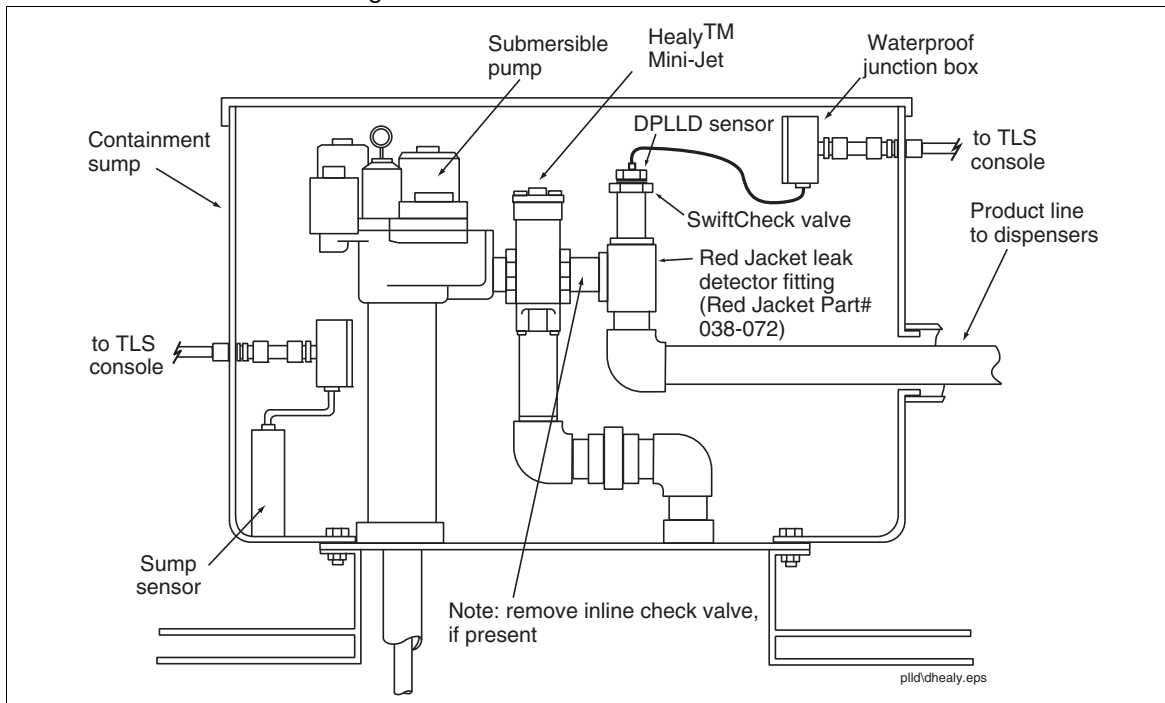 Submersible
pump
Healy™
Mini-Jet
Waterproof
junction box
Containment
sump
DPLLD sensor
to TLS
console
SwiftCheck valve
Product line
to dispensers
Red Jacket leak
detector fitting
(Red Jacket Part#
038-072)
to TLS
console
Sump
sensor
Note: remove inline check valve,
if present
plld\dhealy.eps